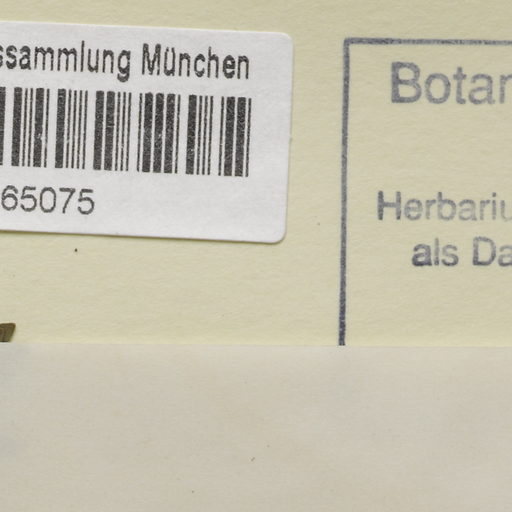 ssammlung München
65075
Botan
Herbariu
als Da